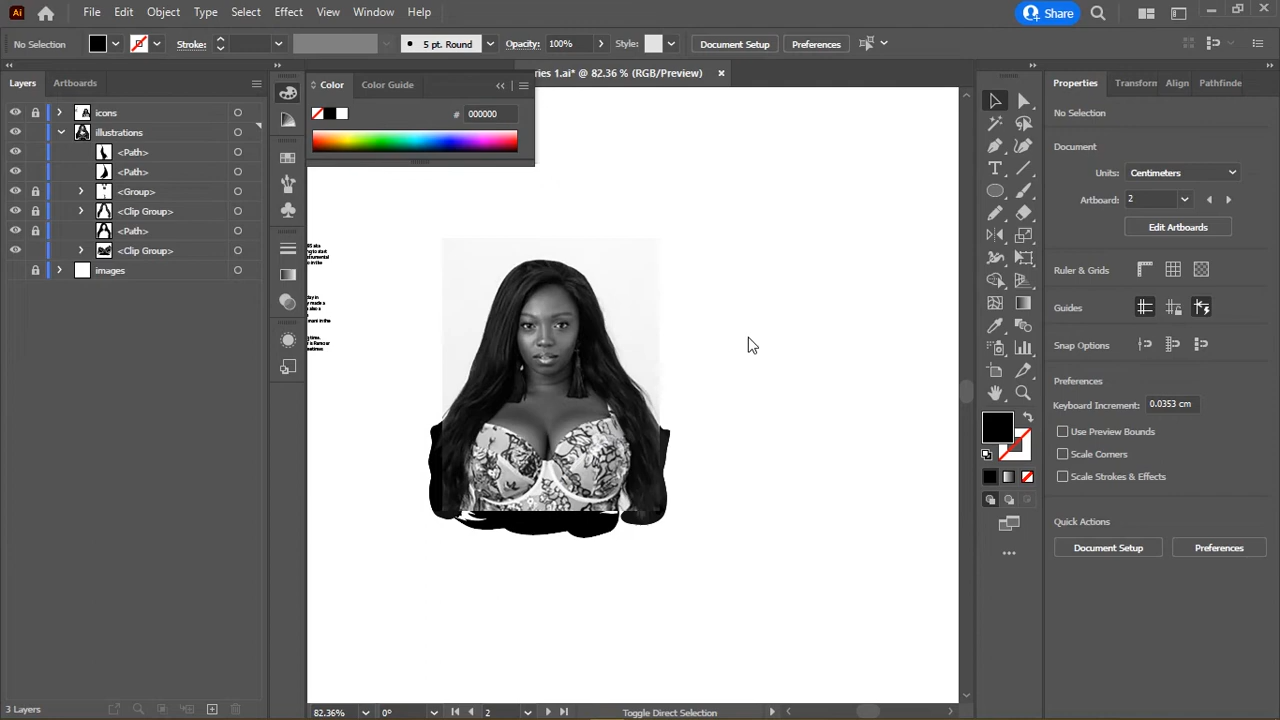 Ai File Edit Object Type Select Effect View Window Help Share
No Selection Stroke: 5 pt. Round Opacity: 100% Style: Document Setup Preferences
Layers Artboards
ries 1.ai* @ 82.36 % (RGB/Preview)
Color Color Guide
# 000000
icons
illustrations
<Path>
<Path>
<Group>
<Clip Group>
<Path>
<Clip Group>
images
3 Layers
82.36% 0° 2 Toggle Direct Selection
Properties Transform Align Pathfinde
No Selection
Document
Units: Centimeters
Artboard: 2
Edit Artboards
Ruler & Grids
Guides
Snap Options
Preferences
Keyboard Increment: 0.0353 cm
Use Preview Bounds
Scale Corners
Scale Strokes & Effects
Quick Actions
Document Setup Preferences